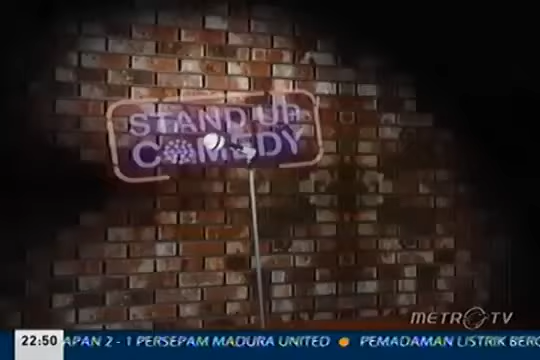 STAND UP
COMEDY
METRO TV
22:50 APAN 2 - 1 PERSEPAM MADURA UNITED PEMADAMAN LISTRIK BERG